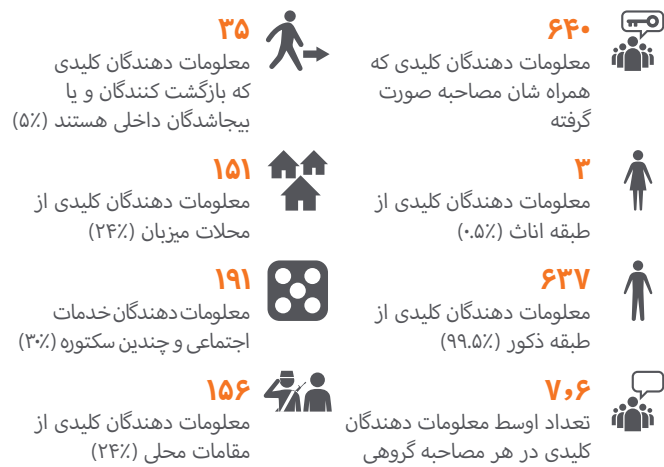 ۶۴۰
معلومات دهندگان کلیدی که
همراه شان مصاحبه صورت
گرفته
۳۵
معلومات دهندگان کلیدی
که بازگشت کنندگان و یا
بیجاشدگان داخلی هستند (۵٪)
۳
معلومات دهندگان کلیدی از
طبقه اناث (۰.۵٪)
۱۵۱
معلومات دهندگان کلیدی از
محلات میزبان (۲۴٪)
۶۳۷
معلومات دهندگان کلیدی از
طبقه ذکور (۹۹.۵٪)
۱۹۱
معلومات دهندگان خدمات
اجتماعی و چندین سکتوره (۳۰٪)
۷٫۶
تعداد اوسط معلومات دهندگان
کلیدی در هر مصاحبه گروهی
۱۵۶
معلومات دهندگان کلیدی از
مقامات محلی (۲۴٪)